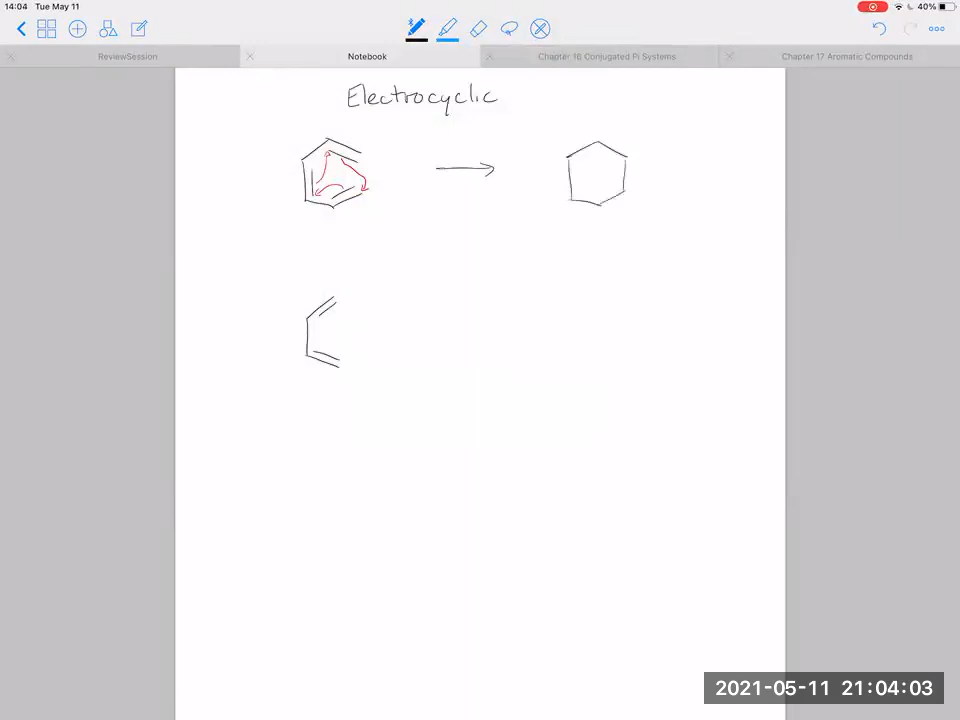 14:04 Tue May 11
40%
ReviewSession
Notebook
Chapter 16 Conjugated Pi Systems
Chapter 17 Aromatic Compounds
Electrocyclic
2021-05-11 21:04:03